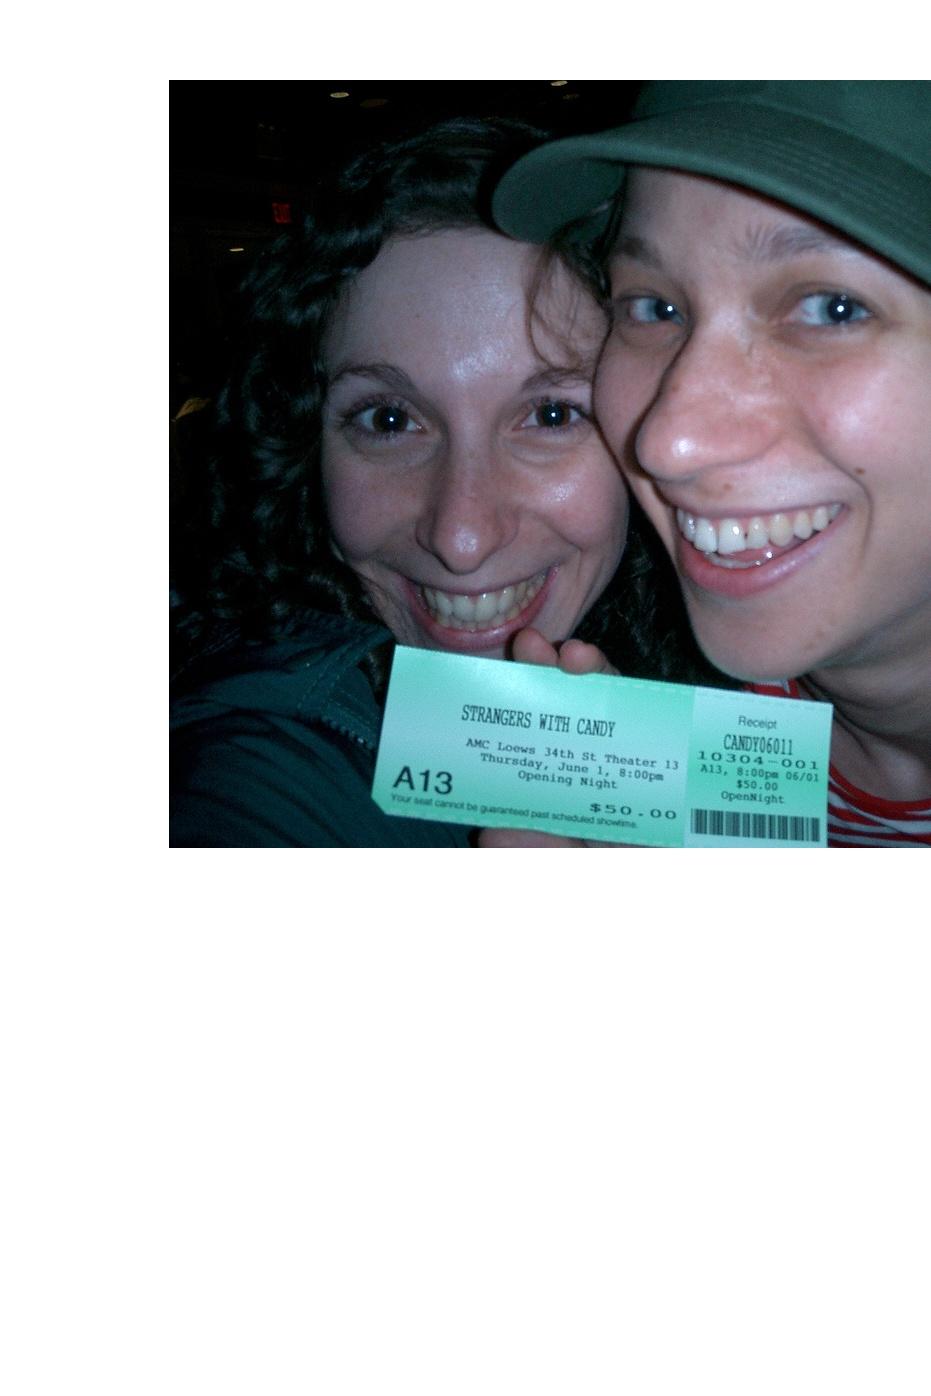 EXIT
STRANGERS WITH CANDY
AMC Loews 34th St Theater 13
Thursday, June 1, 8:00pm
Opening Night
A13
$50.00
Your seat cannot be guaranteed past scheduled showtime.
Receipt
CANDY06011
10304-001
A13, 8:00pm 06/01
$50.00
OpenNight